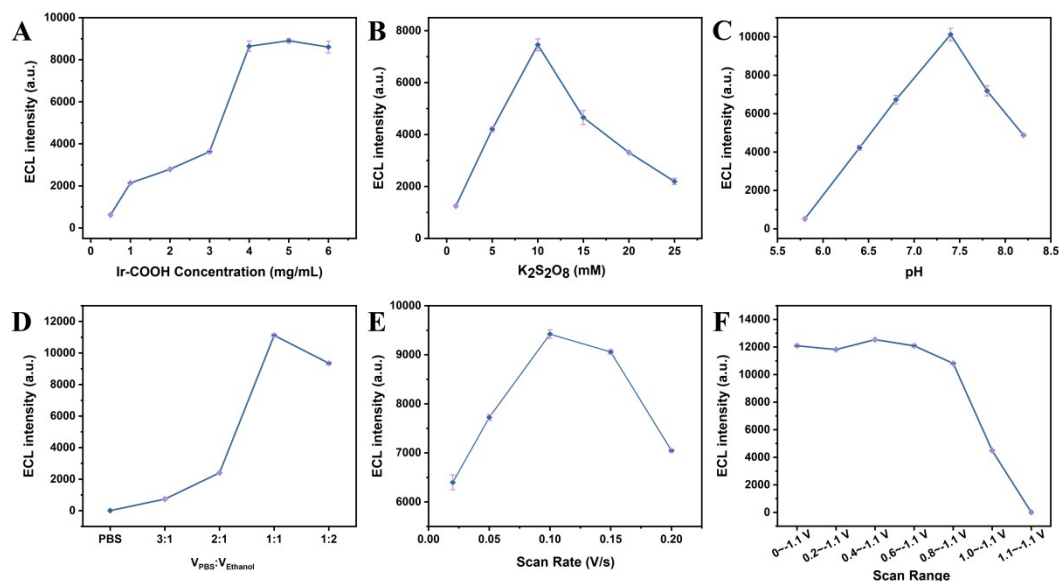 A
ECL intensity (a.u.)
10000
8000
6000
4000
2000
0
0 1 2 3 4 5 6
Ir-COOH Concentration (mg/mL)
B
ECL intensity (a.u.)
8000
6000
4000
2000
0
0 5 10 15 20 25
K2S2O8 (mM)
C
ECL intensity (a.u.)
12000
10000
8000
6000
4000
2000
0
5.5 6.0 6.5 7.0 7.5 8.0 8.5
pH
D
ECL intensity (a.u.)
12000
10000
8000
6000
4000
2000
0
PBS 3:1 2:1 1:1 1:2
VPBS:VEthanol
E
ECL intensity (a.u.)
10000
9000
8000
7000
6000
0.00 0.05 0.10 0.15 0.20
Scan Rate (V/s)
F
ECL intensity (a.u.)
14000
12000
10000
8000
6000
4000
2000
0
0~-1.1 V 0.2~-1.1 V 0.4~-1.1 V 0.6~-1.1 V 0.8~-1.1 V 1.0~-1.1 V 1.1~-1.1 V
Scan Range